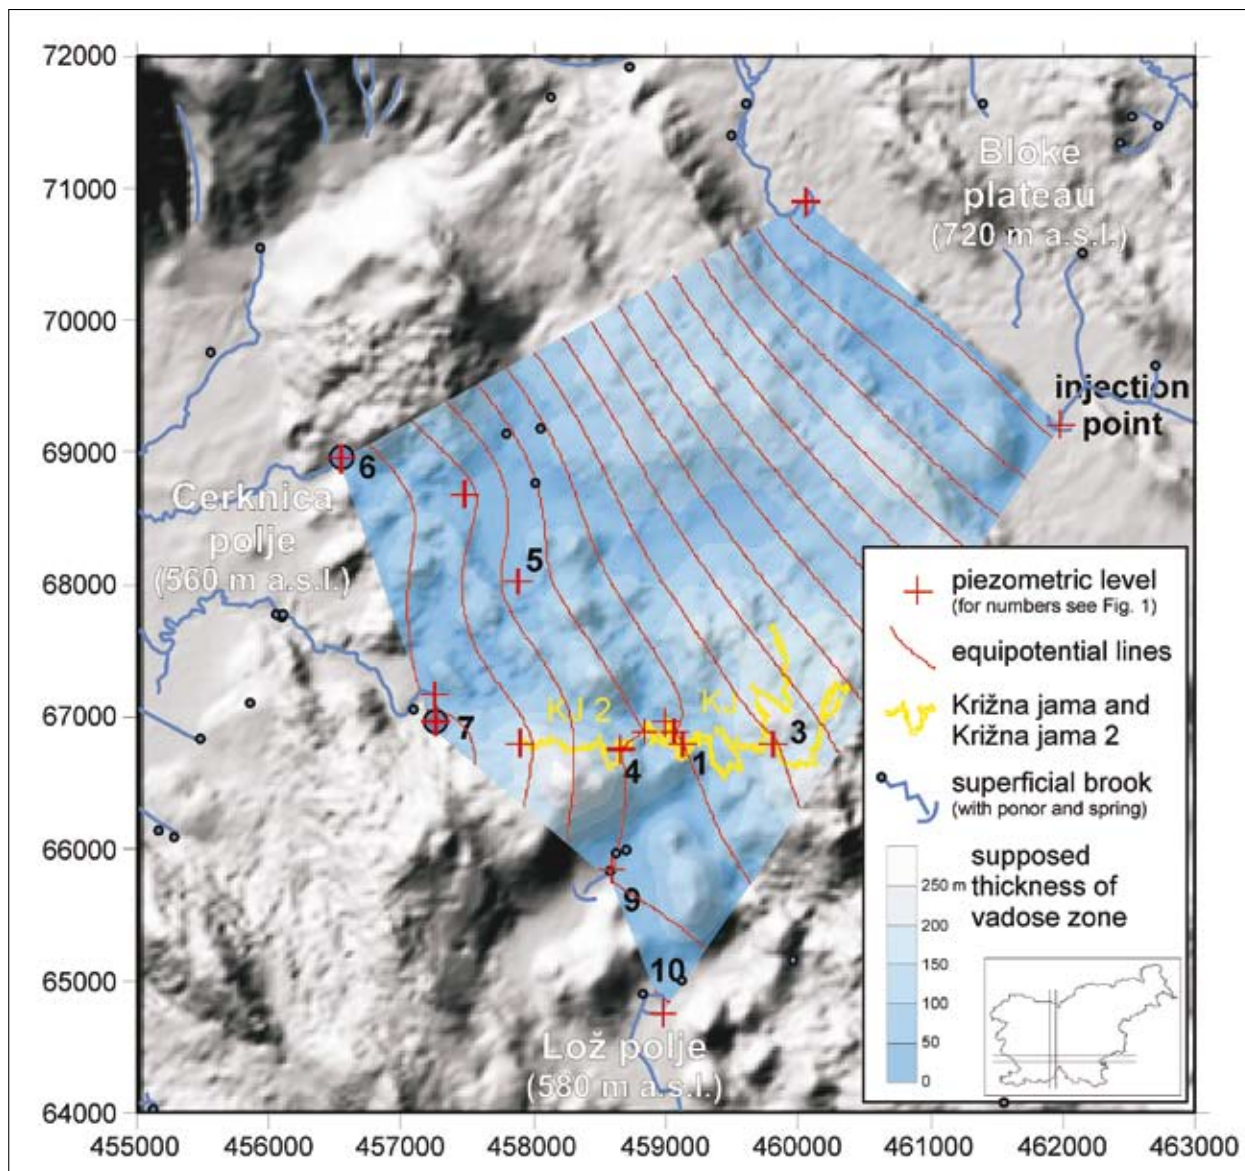 72000
71000
70000
69000
68000
67000
66000
65000
64000
455000 456000 457000 458000 459000 460000 461000 462000 463000
Bloke
plateau
(720 m a.s.l.)
injection
point
6
Cerknica
polje
(560 m a.s.l.)
5
7
KJ 2
KJ
4
1
3
9
10
Lož polje
(580 m a.s.l.)
piezometric level
(for numbers see Fig. 1)
equipotential lines
Križna jama and
Križna jama 2
superficial brook
(with ponor and spring)
supposed
thickness of
vadose zone
250 m
200
150
100
50
0